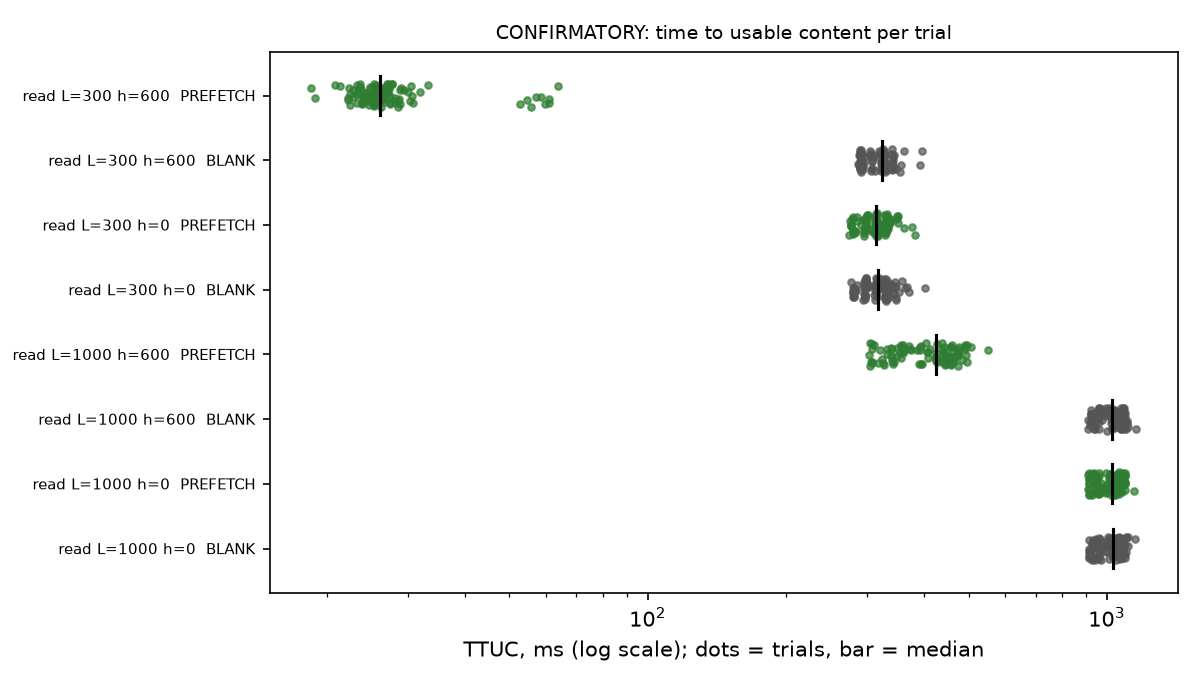 CONFIRMATORY: time to usable content per trial
read L=300 h=600  PREFETCH
read L=300 h=600  BLANK
read L=300 h=0  PREFETCH
read L=300 h=0  BLANK
read L=1000 h=600  PREFETCH
read L=1000 h=600  BLANK
read L=1000 h=0  PREFETCH
read L=1000 h=0  BLANK
10² 10³
TTUC, ms (log scale); dots = trials, bar = median